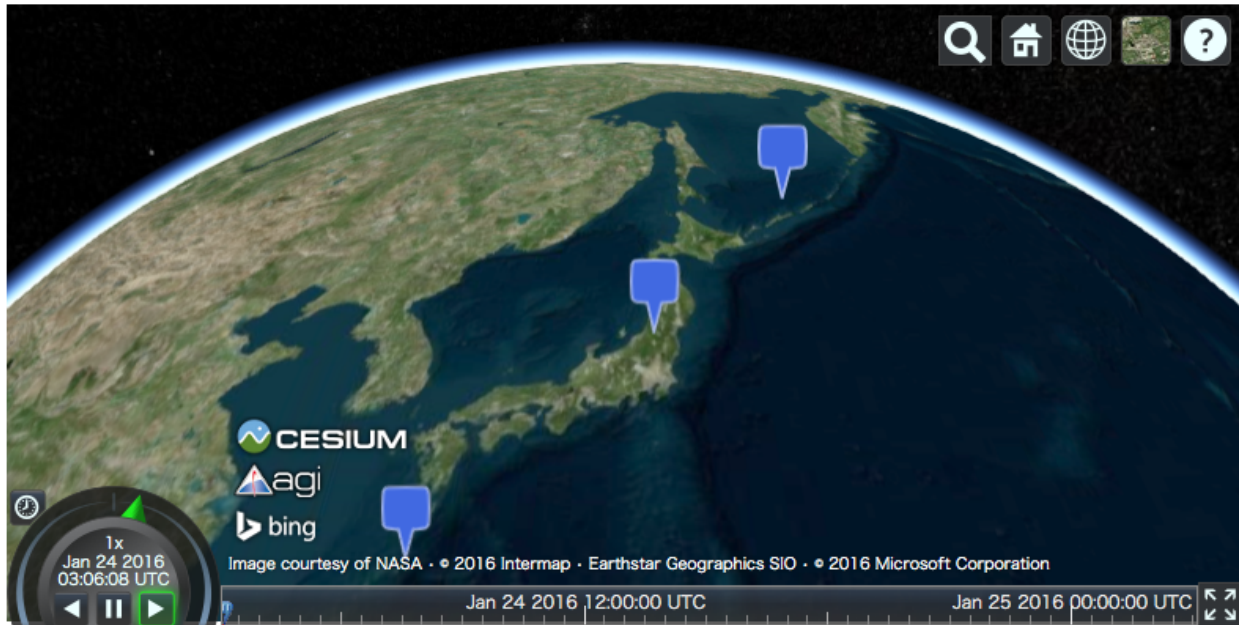 ?
CESIUM
agi
bing
Image courtesy of NASA · © 2016 Intermap · Earthstar Geographics SIO · © 2016 Microsoft Corporation
1x
Jan 24 2016
03:06:08 UTC
Jan 24 2016 12:00:00 UTC
Jan 25 2016 00:00:00 UTC